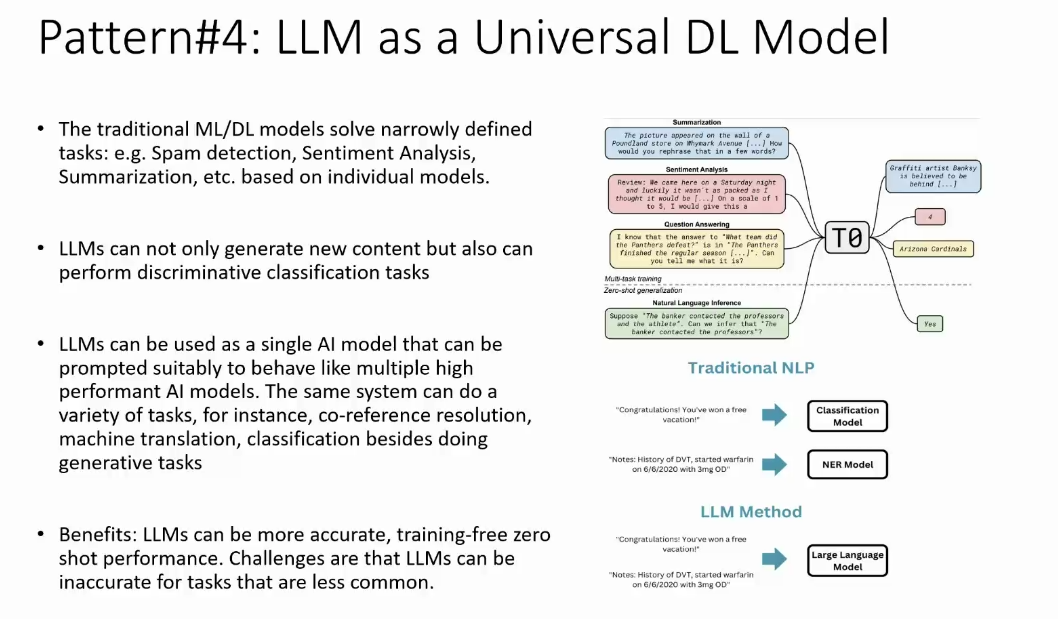 Pattern#4: LLM as a Universal DL Model
• The traditional ML/DL models solve narrowly defined
tasks: e.g. Spam detection, Sentiment Analysis,
Summarization, etc. based on individual models.
• LLMs can not only generate new content but also can
perform discriminative classification tasks
• LLMs can be used as a single AI model that can be
prompted suitably to behave like multiple high
performant AI models. The same system can do a
variety of tasks, for instance, co-reference resolution,
machine translation, classification besides doing
generative tasks
• Benefits: LLMs can be more accurate, training-free zero
shot performance. Challenges are that LLMs can be
inaccurate for tasks that are less common.
Summarization
The picture appeared on the wall of a
Poundland store on Whymark Avenue [...] How
would you rephrase that in a few words?
Sentiment Analysis
Review: We came here on a Saturday night
and luckily it wasn't as packed as I
thought it would be [...] On a scale of 1
to 5, I would give this a
Question Answering
I know that the answer to "What team did
the Panthers defeat?" is in "The Panthers
finished the regular season [...]". Can
you tell me what it is?
Multi-task training
Zero-shot generalization
Natural Language Inference
Suppose "The banker contacted the professors
and the athlete". Can we infer that "The
banker contacted the professors"?
T0
Graffiti artist Banksy
is believed to be
behind [...]
4
Arizona Cardinals
Yes
Traditional NLP
"Congratulations! You've won a free
vacation!"
Classification
Model
"Notes: History of DVT, started warfarin
on 6/6/2020 with 3mg OD"
NER Model
LLM Method
"Congratulations! You've won a free
vacation!"
"Notes: History of DVT, started warfarin
on 6/6/2020 with 3mg OD"
Large Language
Model